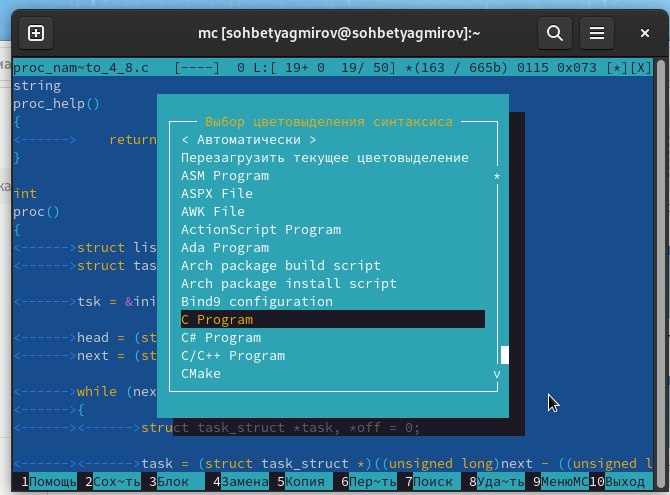 mc [sohbetyagmirov@sohbetyagmirov]:~
proc_nam~to_4_8.c   [----]  0 L:[ 19+ 0  19/ 50] *(163 / 665b) 0115 0x073 [*][X]
string
proc_help()
{
<------>    return
}
int
proc()
{
<------>struct lis
<------>struct tas
<------>tsk = &ini
<------>head = (st
<------>next = (st
<------>while (nex
<------>{
<------><------>struct task_struct *task, *off = 0;
<------><------>task = (struct task_struct *)((unsigned long)next - ((unsigned l
Выбор цветовыделения синтаксиса
< Автоматически >
Перезагрузить текущее цветовыделение
ASM Program
ASPX File
AWK File
ActionScript Program
Ada Program
Arch package build script
Arch package install script
Bind9 configuration
C Program
C# Program
C/C++ Program
CMake
1Помощь 2Сох~ть 3Блок 4Замена 5Копия 6Пер~ть 7Поиск 8Уда~ть 9МенюMC 10Выход